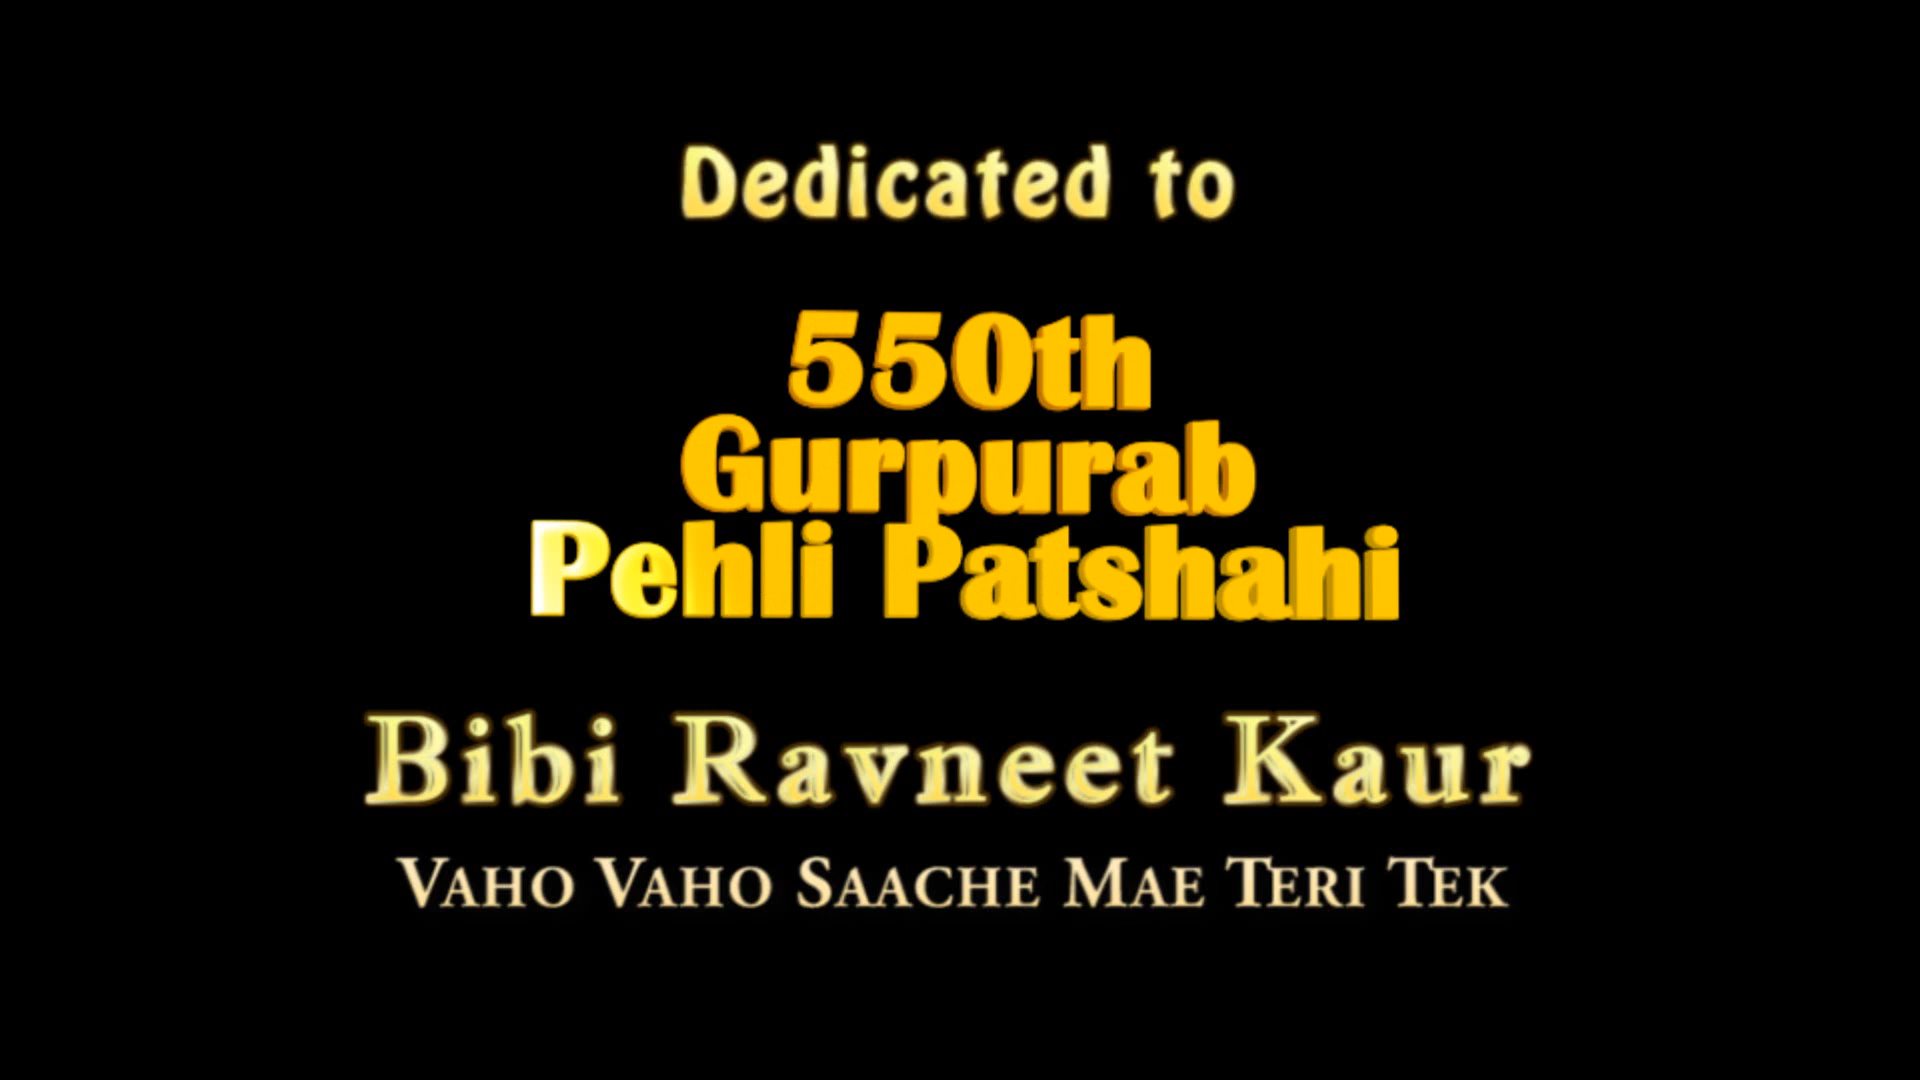 Dedicated to
550th
Gurpurab
Pehli Patshahi
Bibi Ravneet Kaur
VAHO VAHO SAACHE MAE TERI TEK